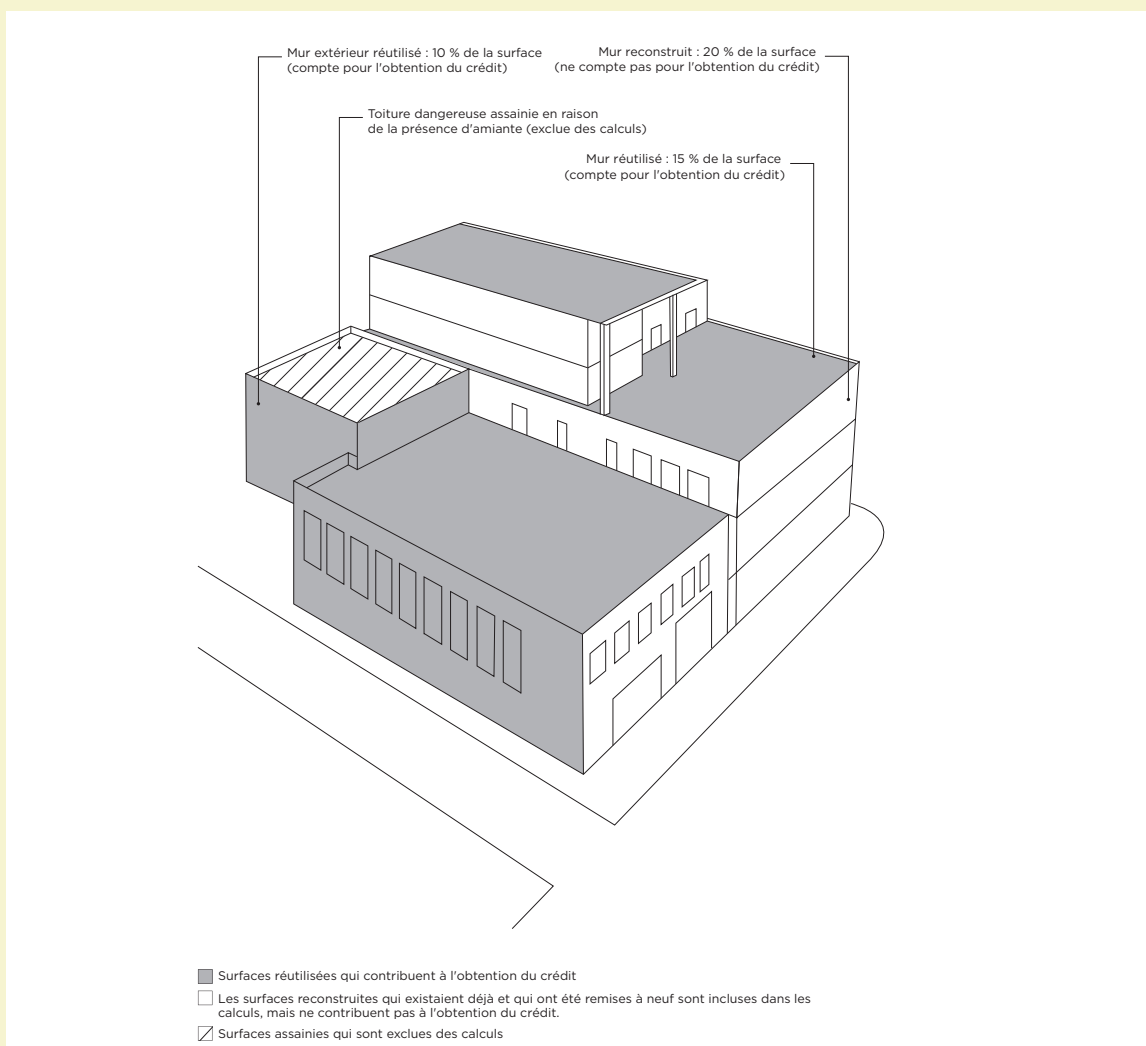 Mur extérieur réutilisé : 10 % de la surface
(compte pour l'obtention du crédit)
Mur reconstruit : 20 % de la surface
(ne compte pas pour l'obtention du crédit)
Toiture dangereuse assainie en raison
de la présence d'amiante (exclue des calculs)
Mur réutilisé : 15 % de la surface
(compte pour l'obtention du crédit)
Surfaces réutilisées qui contribuent à l'obtention du crédit
Les surfaces reconstruites qui existaient déjà et qui ont été remises à neuf sont incluses dans les
calculs, mais ne contribuent pas à l'obtention du crédit.
Surfaces assainies qui sont exclues des calculs